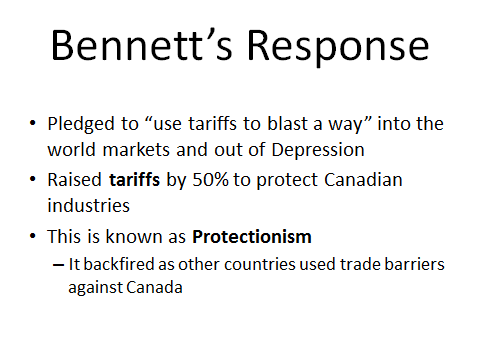 Bennett’s Response
• Pledged to “use tariffs to blast a way” into the
world markets and out of Depression
• Raised tariffs by 50% to protect Canadian
industries
• This is known as Protectionism
– It backfired as other countries used trade barriers
against Canada